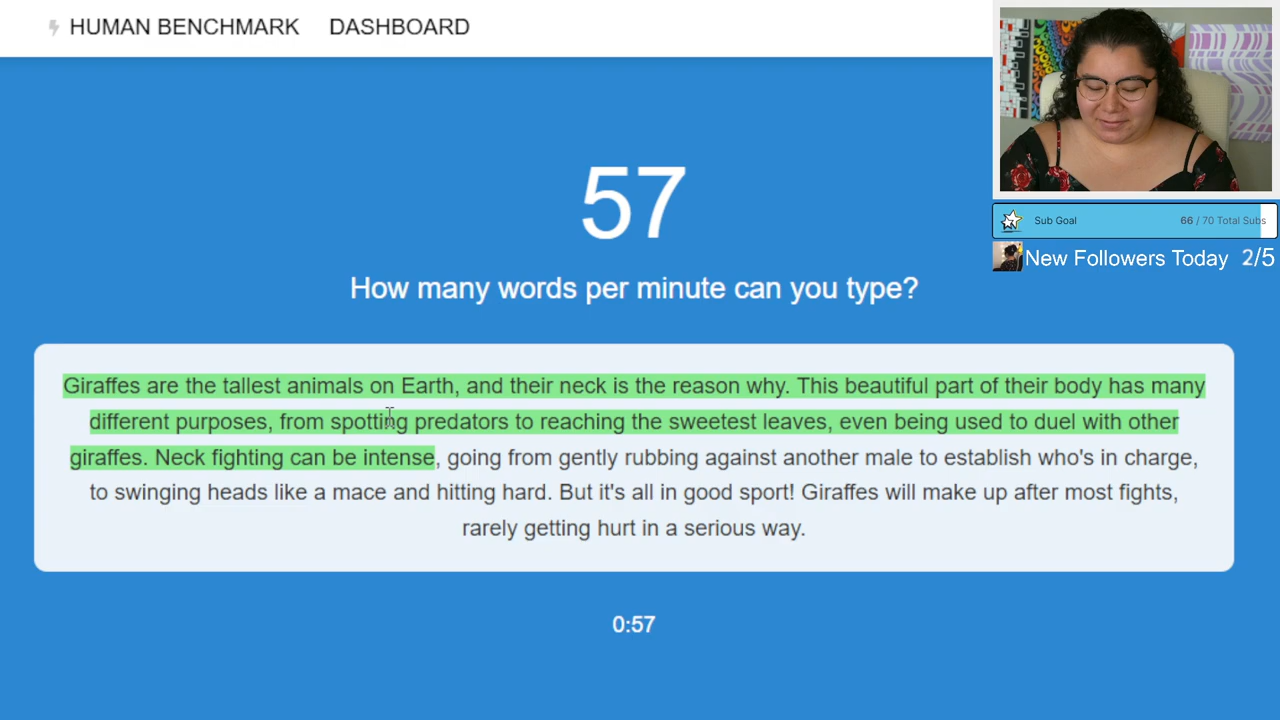 HUMAN BENCHMARK DASHBOARD
57
How many words per minute can you type?
Giraffes are the tallest animals on Earth, and their neck is the reason why. This beautiful part of their body has many
different purposes, from spotting predators to reaching the sweetest leaves, even being used to duel with other
giraffes. Neck fighting can be intense, going from gently rubbing against another male to establish who's in charge,
to swinging heads like a mace and hitting hard. But it's all in good sport! Giraffes will make up after most fights,
rarely getting hurt in a serious way.
0:57
Sub Goal 66 / 70 Total Subs
New Followers Today 2/5